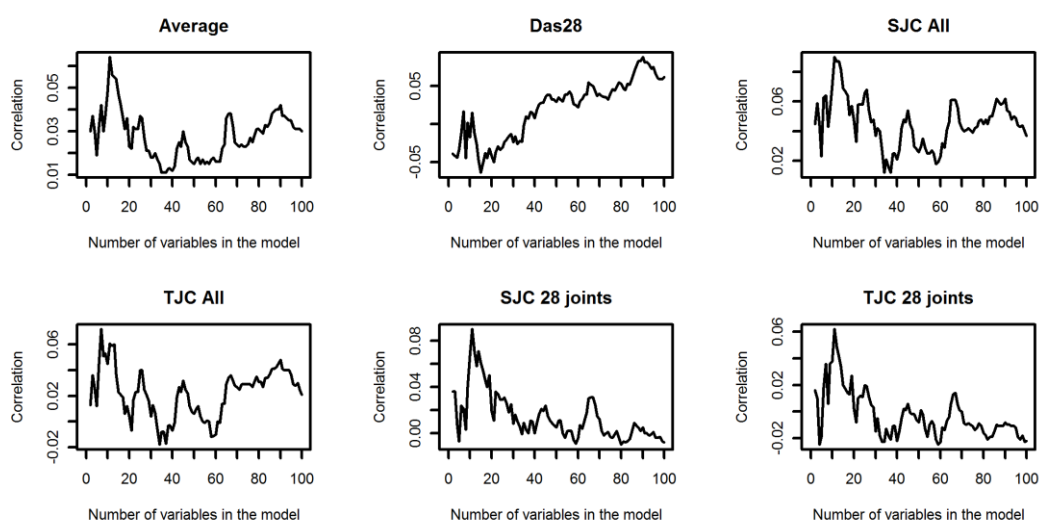 Average
Correlation
0.01 0.03 0.05
0 20 40 60 80 100
Number of variables in the model
Das28
Correlation
-0.05 0.05
0 20 40 60 80 100
Number of variables in the model
SJC All
Correlation
0.02 0.06
0 20 40 60 80 100
Number of variables in the model
TJC All
Correlation
-0.02 0.02 0.06
0 20 40 60 80 100
Number of variables in the model
SJC 28 joints
Correlation
0.00 0.04 0.08
0 20 40 60 80 100
Number of variables in the model
TJC 28 joints
Correlation
-0.02 0.02 0.06
0 20 40 60 80 100
Number of variables in the model